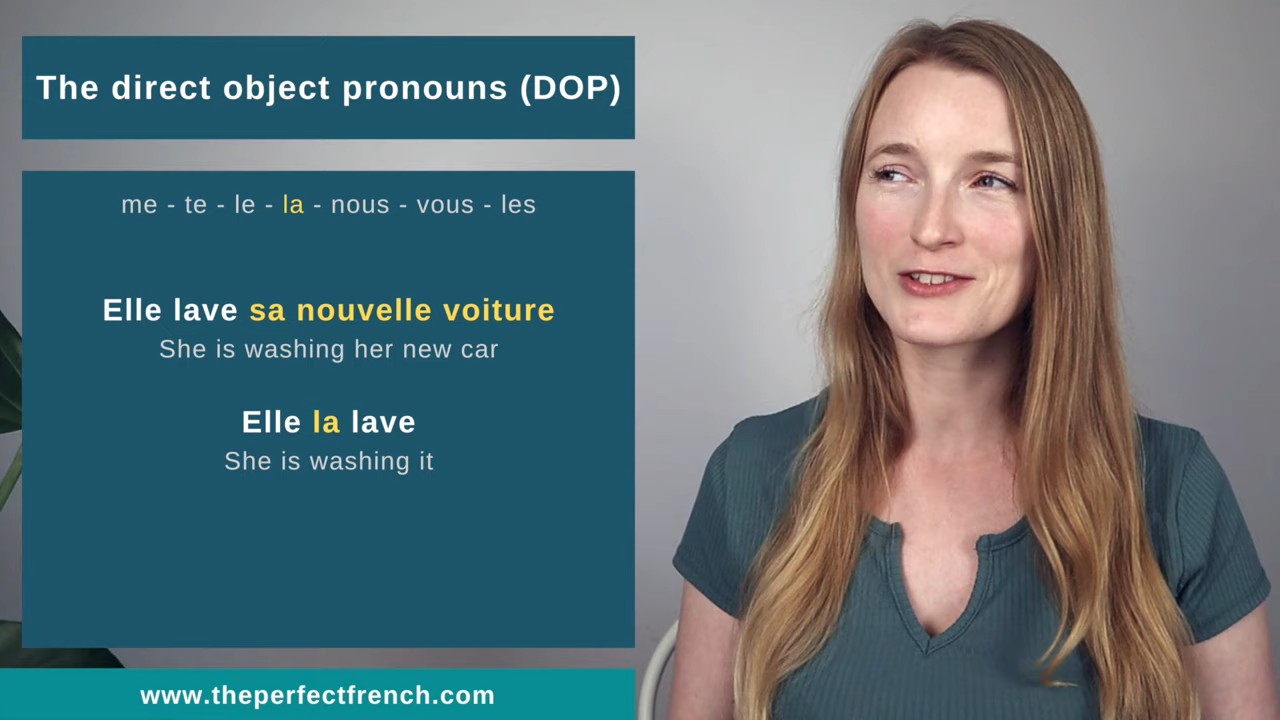 The direct object pronouns (DOP)
me - te - le - la - nous - vous - les
Elle lave sa nouvelle voiture
She is washing her new car
Elle la lave
She is washing it
www.theperfectfrench.com